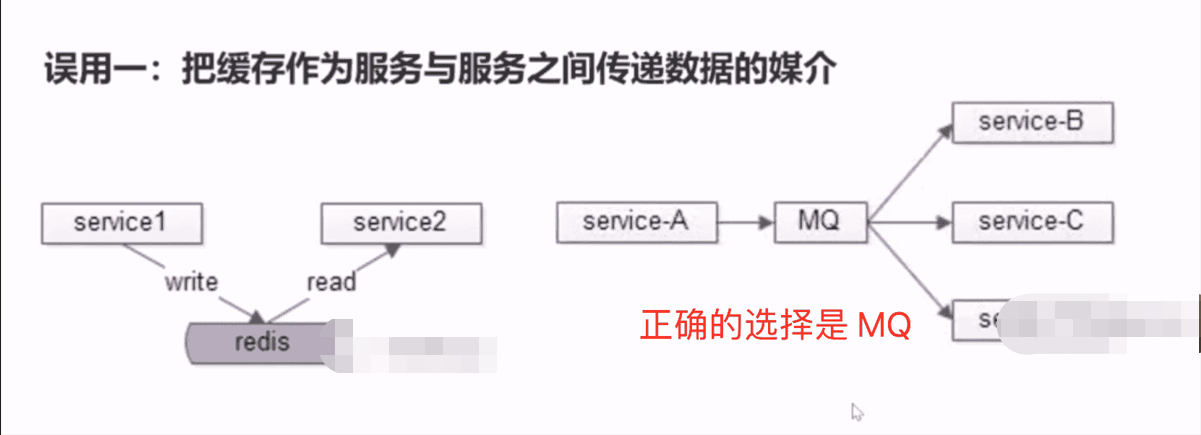 误用一：把缓存作为服务与服务之间传递数据的媒介
service1
service2
write
read
redis
service-A
MQ
service-B
service-C
正确的选择是 MQ